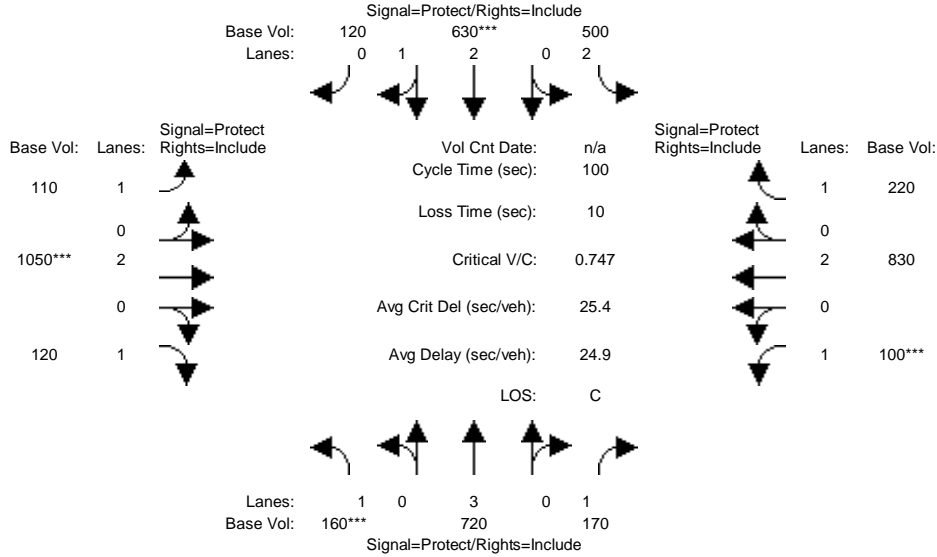 Signal=Protect/Rights=Include
Base Vol: 120 630*** 500
Lanes: 0 1 2 0 2
Signal=Protect
Base Vol: Lanes: Rights=Include
Vol Cnt Date: n/a
Signal=Protect
Rights=Include Lanes: Base Vol:
Cycle Time (sec): 100
110 1
1 220
Loss Time (sec): 10
0
0
1050*** 2
Critical V/C: 0.747
2 830
0
Avg Crit Del (sec/veh): 25.4
0
120 1
Avg Delay (sec/veh): 24.9
1 100***
LOS: C
Lanes: 1 0 3 0 1
Base Vol: 160*** 720 170
Signal=Protect/Rights=Include